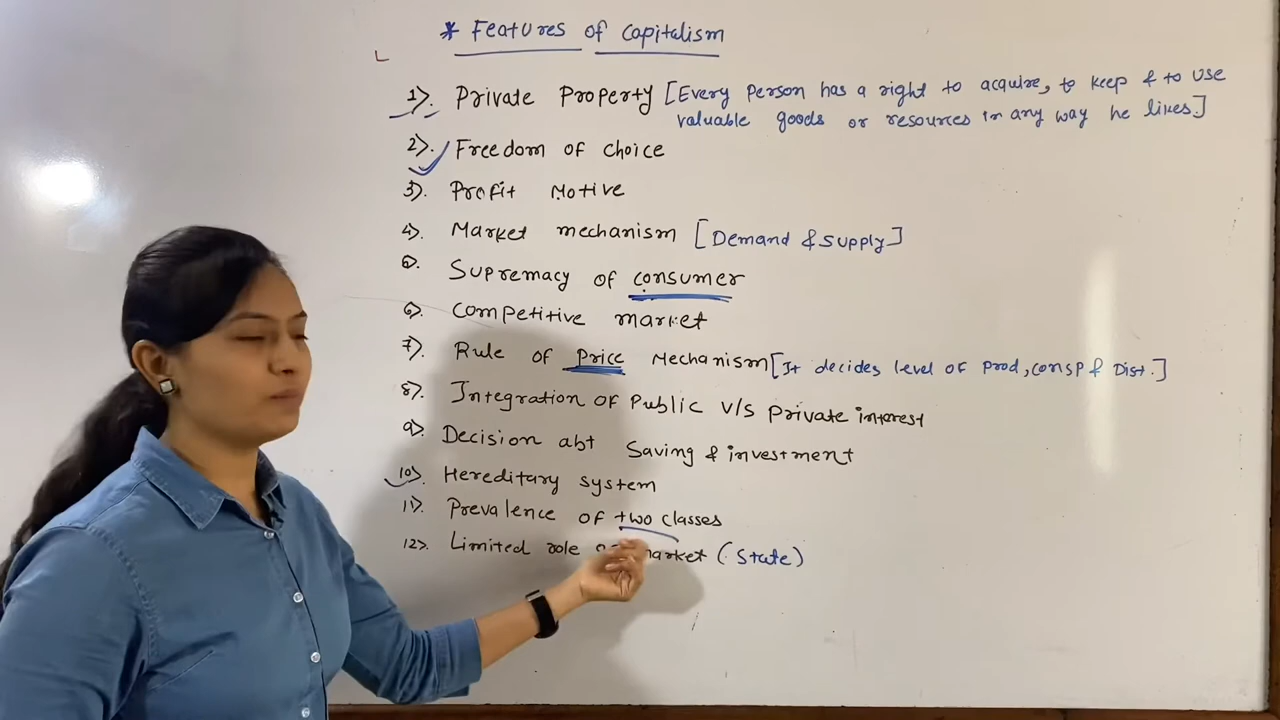 * Features of Capitalism
1). Private Property [Every person has a right to acquire, to keep & to use
valuable goods or resources in any way he likes.]
2). Freedom of choice
3). Profit Motive
4). Market mechanism [Demand & supply]
5). Supremacy of consumer
6). Competitive market
7). Rule of Price Mechanism [It decides level of Prod, consp & Dist.]
8). Integration of Public v/s Private interest
9). Decision abt Saving & investment
10). Hereditary system
11). Prevalence of two classes
12). Limited role market (State)